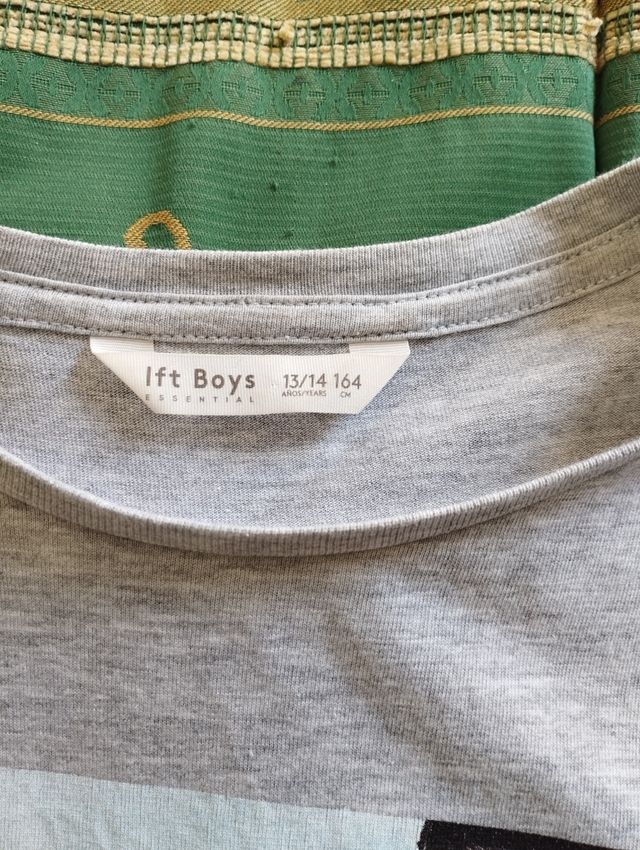 lft Boys
ESSENTIAL
13/14 164
AÑOS/YEARS CM